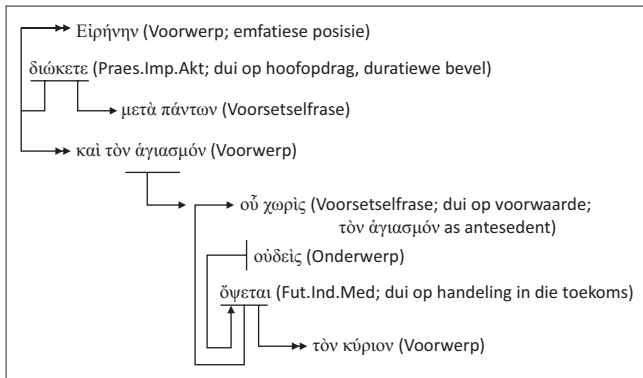 Εἰρήνην (Voorwerp; emfatiese posisie)
διώκετε (Praes.Imp.Akt; dui op hoofopdrag, duratiewe bevel)
μετὰ πάντων (Voorsetselfrase)
καὶ τὸν ἁγιασμόν (Voorwerp)
οὗ χωρὶς (Voorsetselfrase; dui op voorwaarde;
τὸν ἁγιασμόν as antesedent)
οὐδεὶς (Onderwerp)
ὄψεται (Fut.Ind.Med; dui op handeling in die toekoms)
τὸν κύριον (Voorwerp)